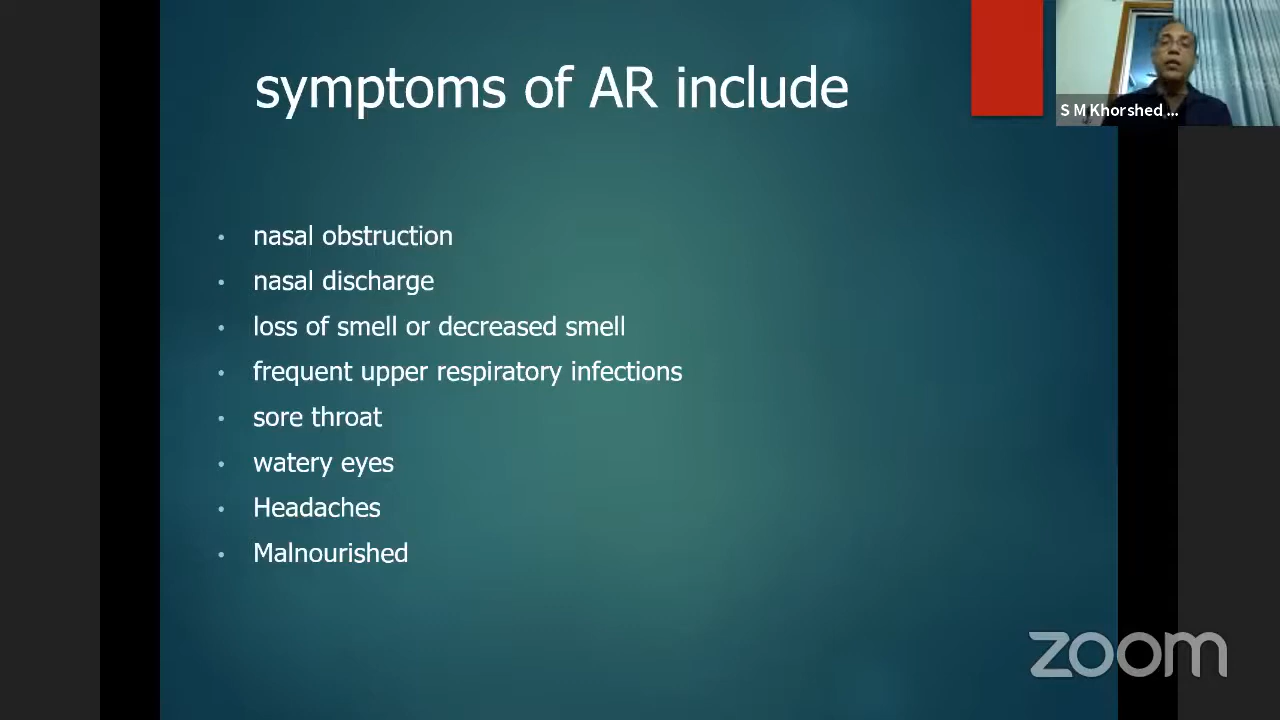 symptoms of AR include
S M Khorshed ...
• nasal obstruction
• nasal discharge
• loss of smell or decreased smell
• frequent upper respiratory infections
• sore throat
• watery eyes
• Headaches
• Malnourished
zoom